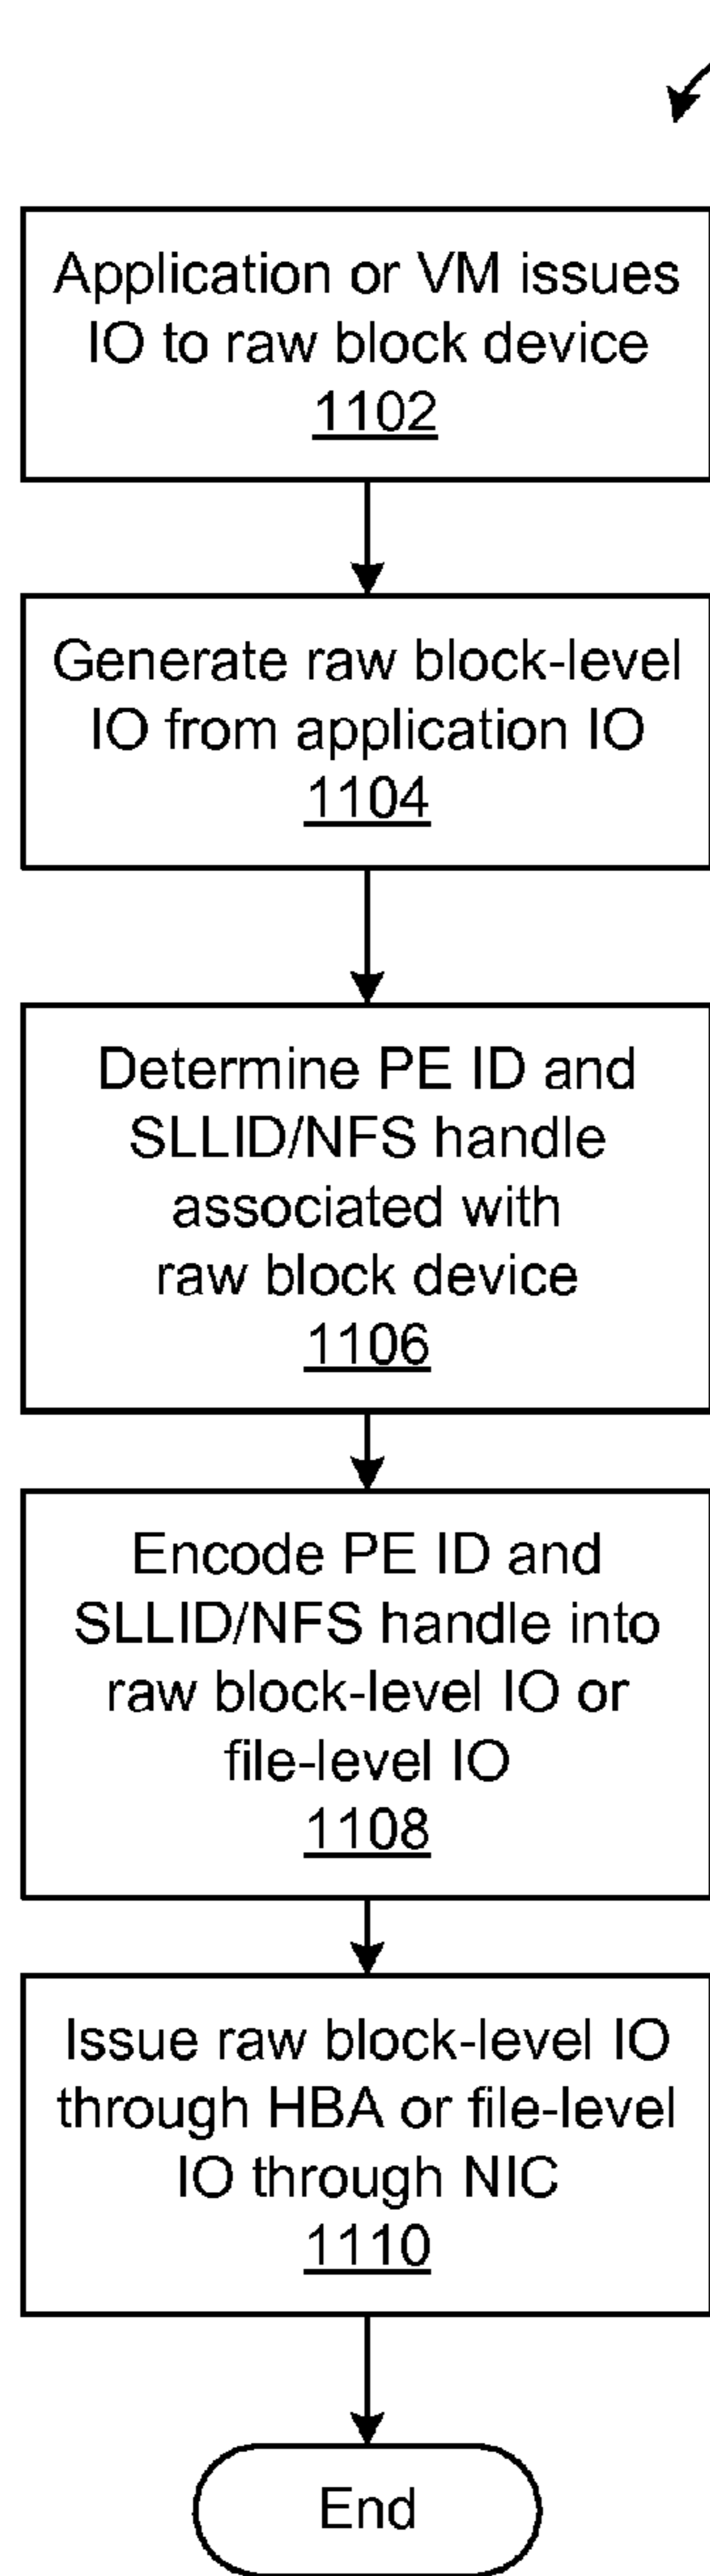 Application or VM issues
IO to raw block device
1102
Generate raw block-level
IO from application IO
1104
Determine PE ID and
SLLID/NFS handle
associated with
raw block device
1106
Encode PE ID and
SLLID/NFS handle into
raw block-level IO or
file-level IO
1108
Issue raw block-level IO
through HBA or file-level
IO through NIC
1110
End